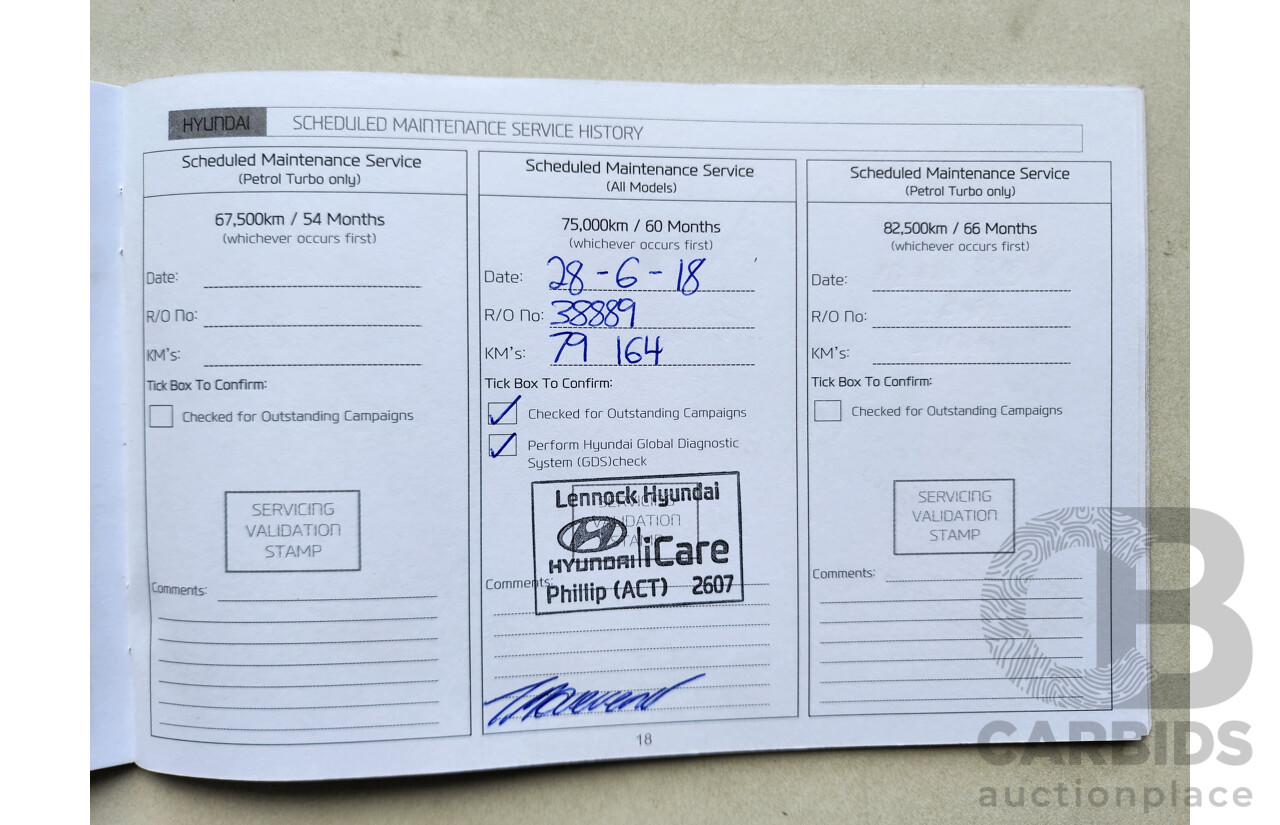 HYUNDAI SCHEDULED MAINTENANCE SERVICE HISTORY
Scheduled Maintenance Service
(Petrol Turbo only)
67,500km / 54 Months
(whichever occurs first)
Date:
R/O No:
KM's:
Tick Box To Confirm:
Checked for Outstanding Campaigns
SERVICING
VALIDATION
STAMP
Comments:
Scheduled Maintenance Service
(All Models)
75,000km / 60 Months
(whichever occurs first)
Date: 28-6-18
R/O No: 38889
KM's: 79 164
Tick Box To Confirm:
Checked for Outstanding Campaigns
Perform Hyundai Global Diagnostic
System (GDS)check
Lennock Hyundai
HYUNDAI iCare
Phillip (ACT) 2607
SERVICING
VALIDATION
STAMP
Comments:
Scheduled Maintenance Service
(Petrol Turbo only)
82,500km / 66 Months
(whichever occurs first)
Date:
R/O No:
KM's:
Tick Box To Confirm:
Checked for Outstanding Campaigns
SERVICING
VALIDATION
STAMP
Comments:
18
CB
CARBIDS
auctionplace